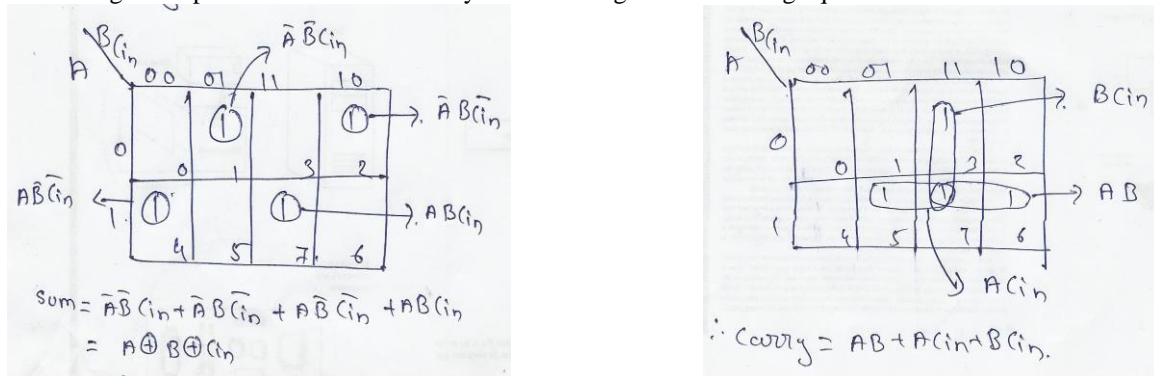 ĀB̄Cin
BCin
A
00 01 11 10
0
1 1
ĀBC̄in
0 1 3 2
AB̄C̄in
1
1 1
ABCin
4 5 7 6
Sum = ĀB̄Cin + ĀBC̄in + AB̄C̄in + ABCin
= A⊕B⊕Cin
BCin
A
00 01 11 10
BCin
0
1
0 1 3 2
1
1 1 1
AB
4 5 7 6
ACin
∴ Carry = AB + ACin + BCin.